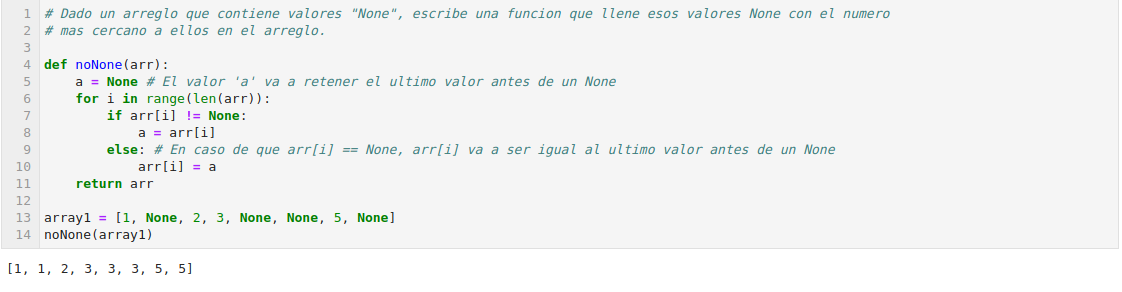 1 # Dado un arreglo que contiene valores "None", escribe una funcion que llene esos valores None con el numero
2 # mas cercano a ellos en el arreglo.
3
4 def noNone(arr):
5     a = None # El valor 'a' va a retener el ultimo valor antes de un None
6     for i in range(len(arr)):
7         if arr[i] != None:
8             a = arr[i]
9         else: # En caso de que arr[i] == None, arr[i] va a ser igual al ultimo valor antes de un None
10             arr[i] = a
11     return arr
12
13 array1 = [1, None, 2, 3, None, None, 5, None]
14 noNone(array1)
[1, 1, 2, 3, 3, 3, 5, 5]